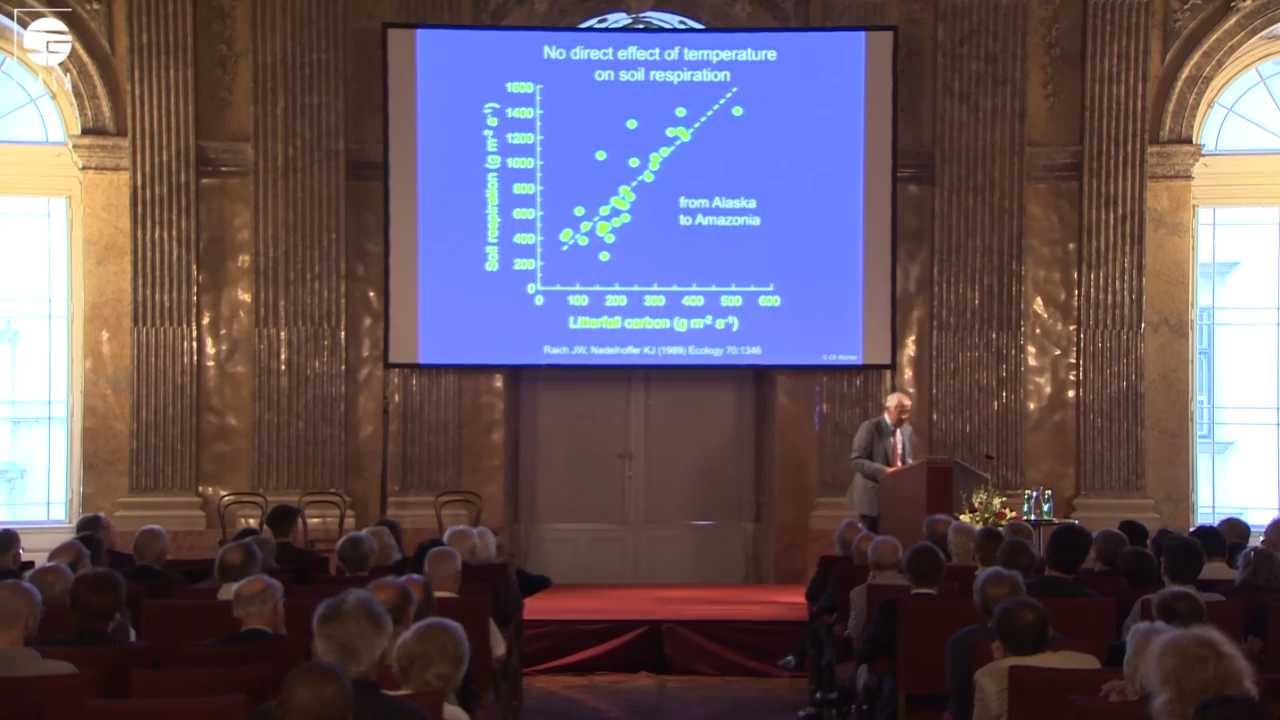 No direct effect of temperature
on soil respiration
Soil respiration (g m⁻² a⁻¹)
1600
1400
1200
1000
800
600
400
200
0
0 100 200 300 400 500 600
from Alaska
to Amazonia
Litterfall carbon (g m⁻² a⁻¹)
Raich JW, Nadelhoffer KJ (1989) Ecology 70:1346